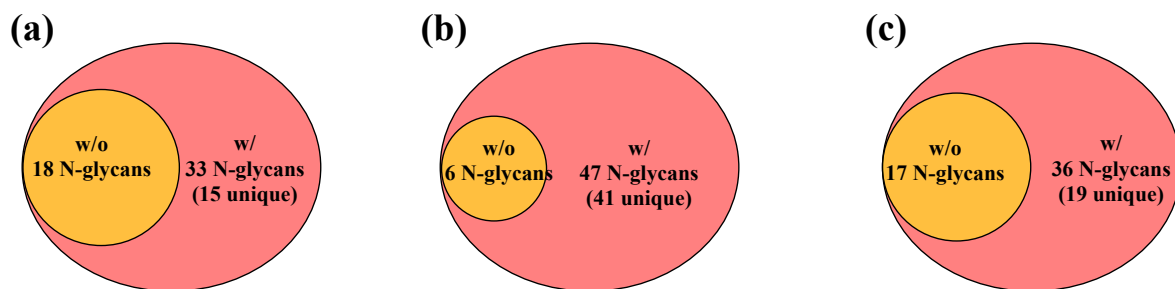 (a)
w/o
18 N-glycans
w/
33 N-glycans
(15 unique)
(b)
w/o
6 N-glycans
w/
47 N-glycans
(41 unique)
(c)
w/o
17 N-glycans
w/
36 N-glycans
(19 unique)